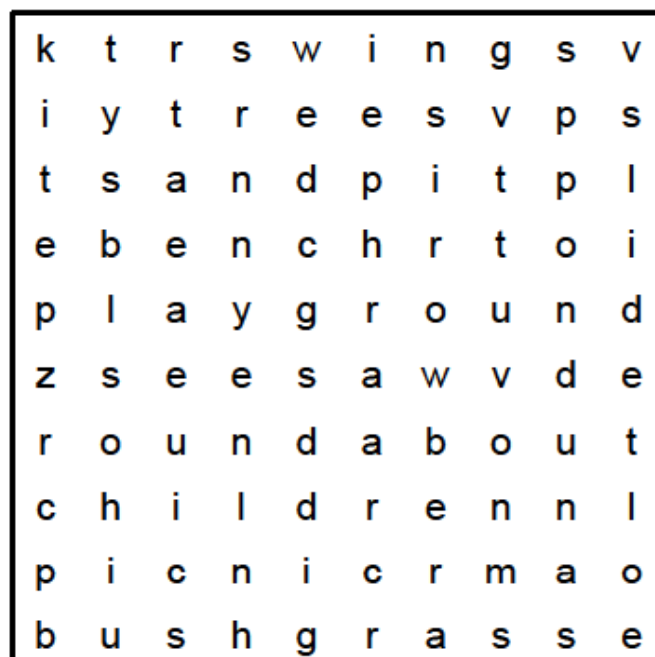 k t r s w i n g s v
i y t r e e s v p s
t s a n d p i t p l
e b e n c h r t o i
p l a y g r o u n d
z s e e s a w v d e
r o u n d a b o u t
c h i l d r e n n l
p i c n i c r m a o
b u s h g r a s s e